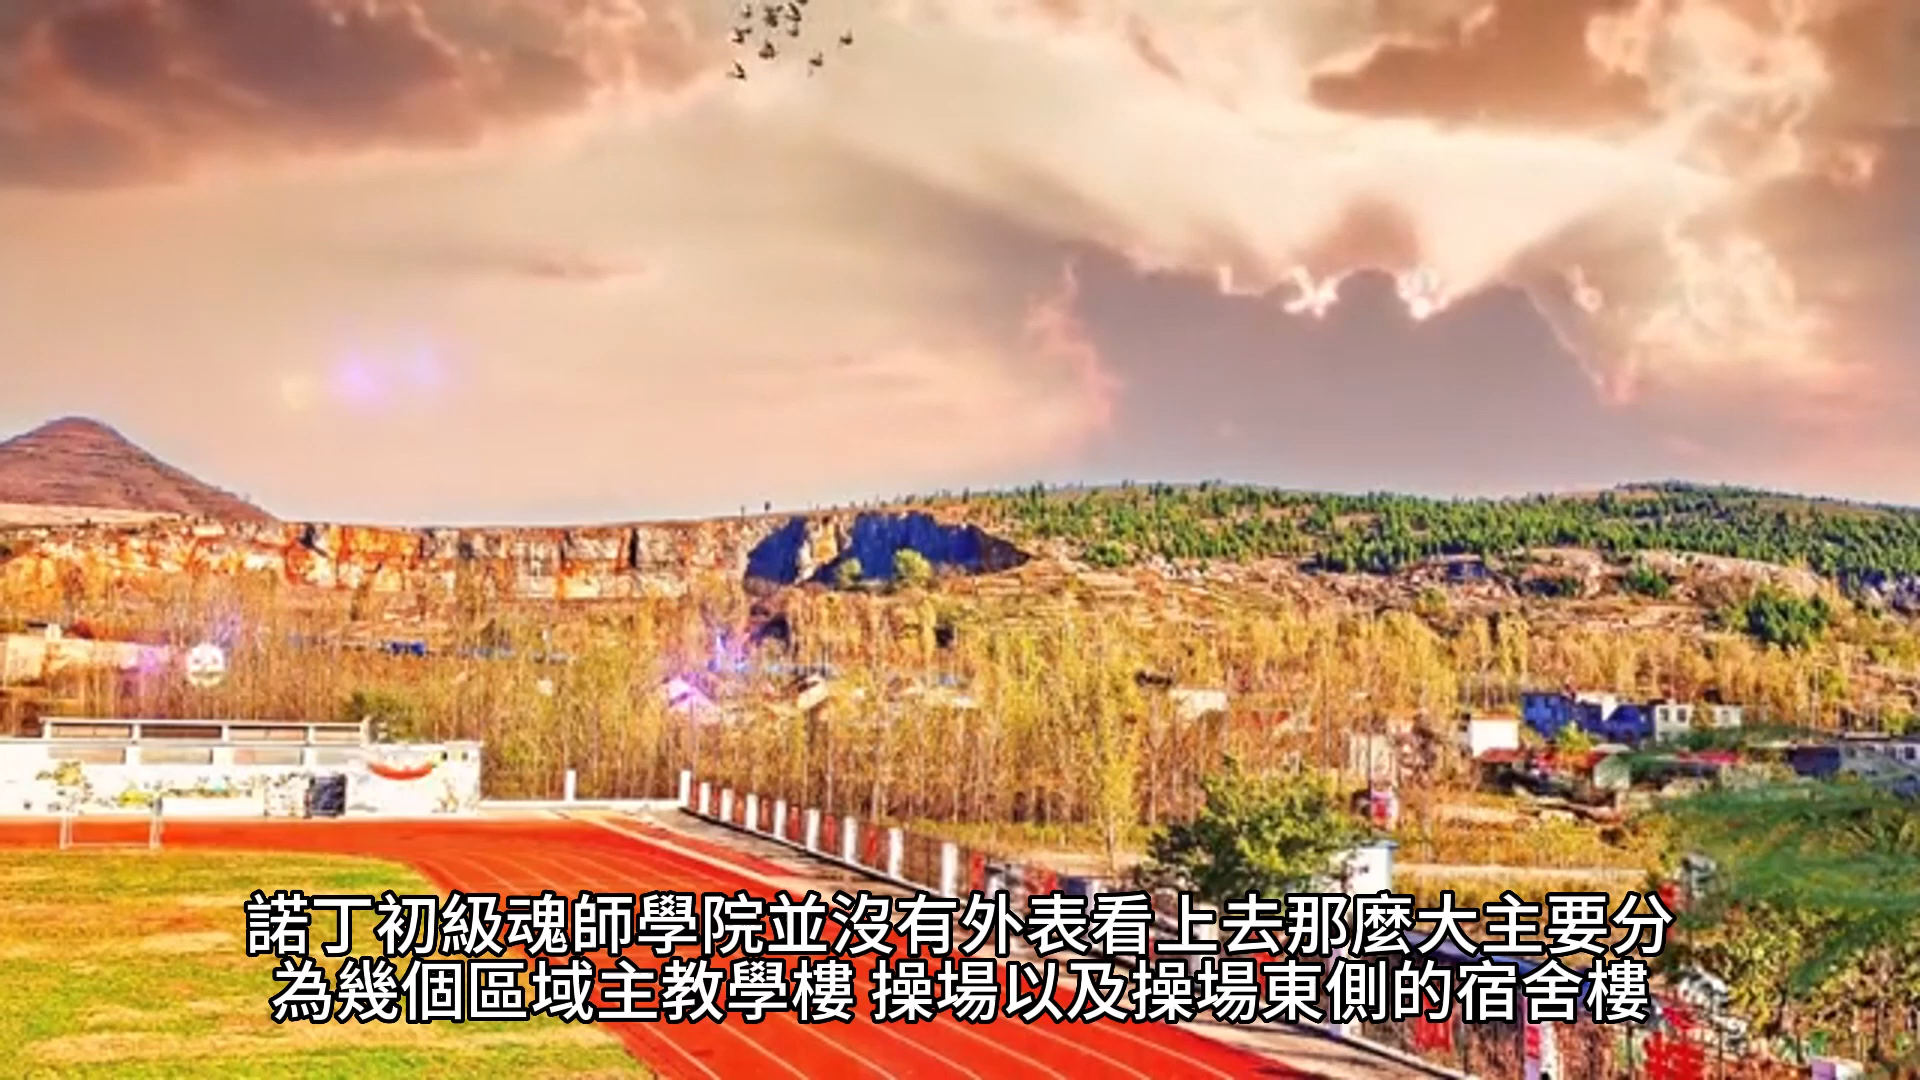 諾丁初級魂師學院並沒有外表看上去那麼大主要分
為幾個區域主教學樓 操場以及操場東側的宿舍樓